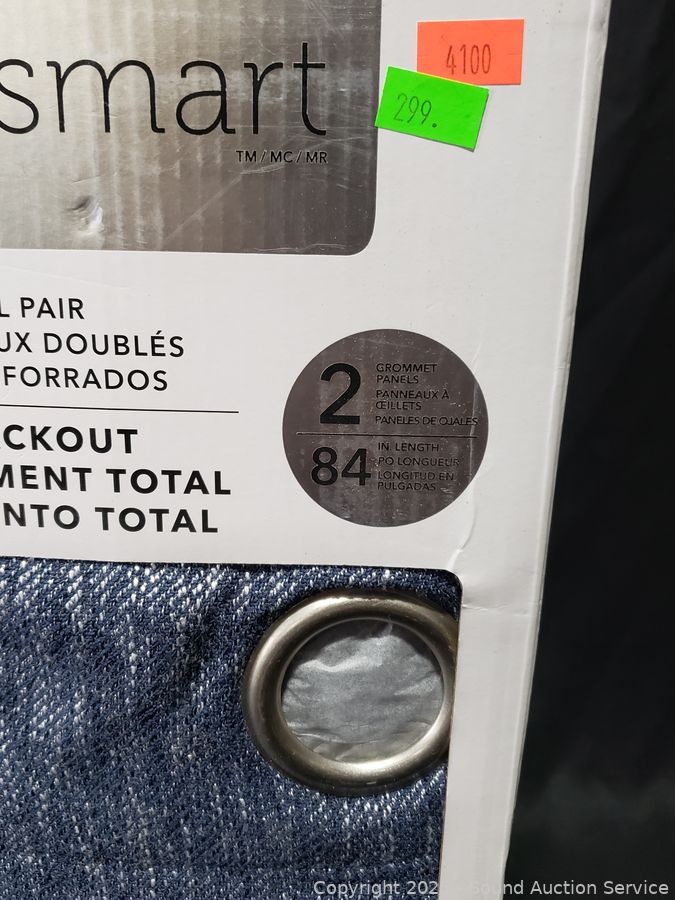 smart
TM/MC/MR
4100
299.
L PAIR
UX DOUBLÉS
FORRADOS
CKOUT
MENT TOTAL
NTO TOTAL
2
GROMMET
PANELS
PANNEAUX À
ŒILLETS
PANELES DE OJALES
84
IN. LENGTH
PO LONGUEUR
LONGITUD EN
PULGADAS
Copyright 202 Sound Auction Service